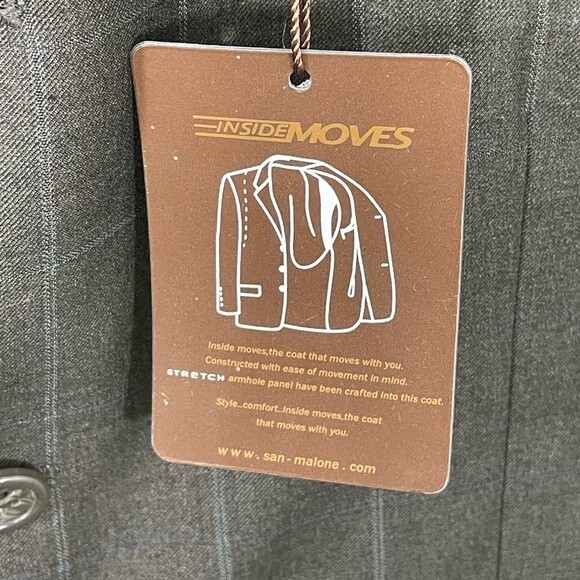 INSIDEMOVES
Inside moves,the coat that moves with you.
Constructed with ease of movement in mind.
STRETCH armhole panel have been crafted into this coat.
Style..comfort..Inside moves,the coat
that moves with you.
www. san-malone. com